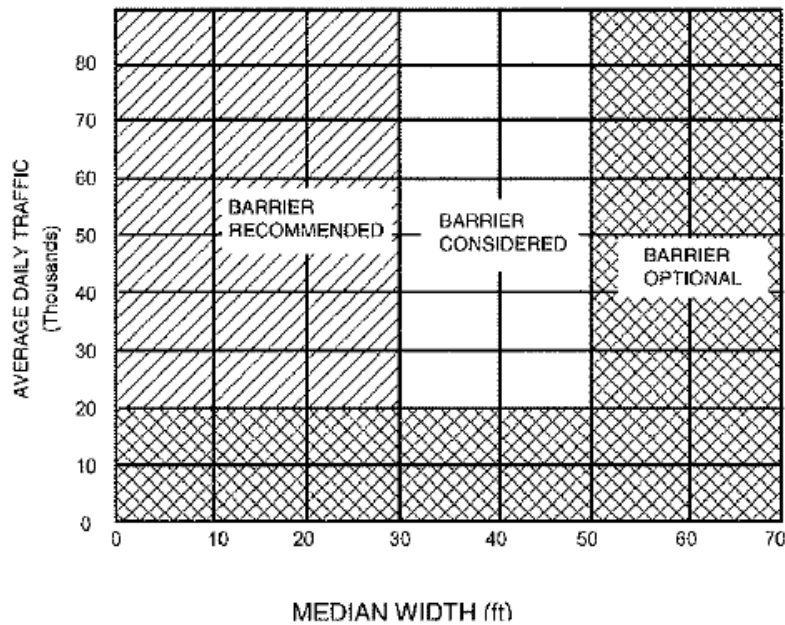 AVERAGE DAILY TRAFFIC
(Thousands)
80
70
60
50
40
30
20
10
0
BARRIER
RECOMMENDED
BARRIER
CONSIDERED
BARRIER
OPTIONAL
0 10 20 30 40 50 60 70
MEDIAN WIDTH (ft)